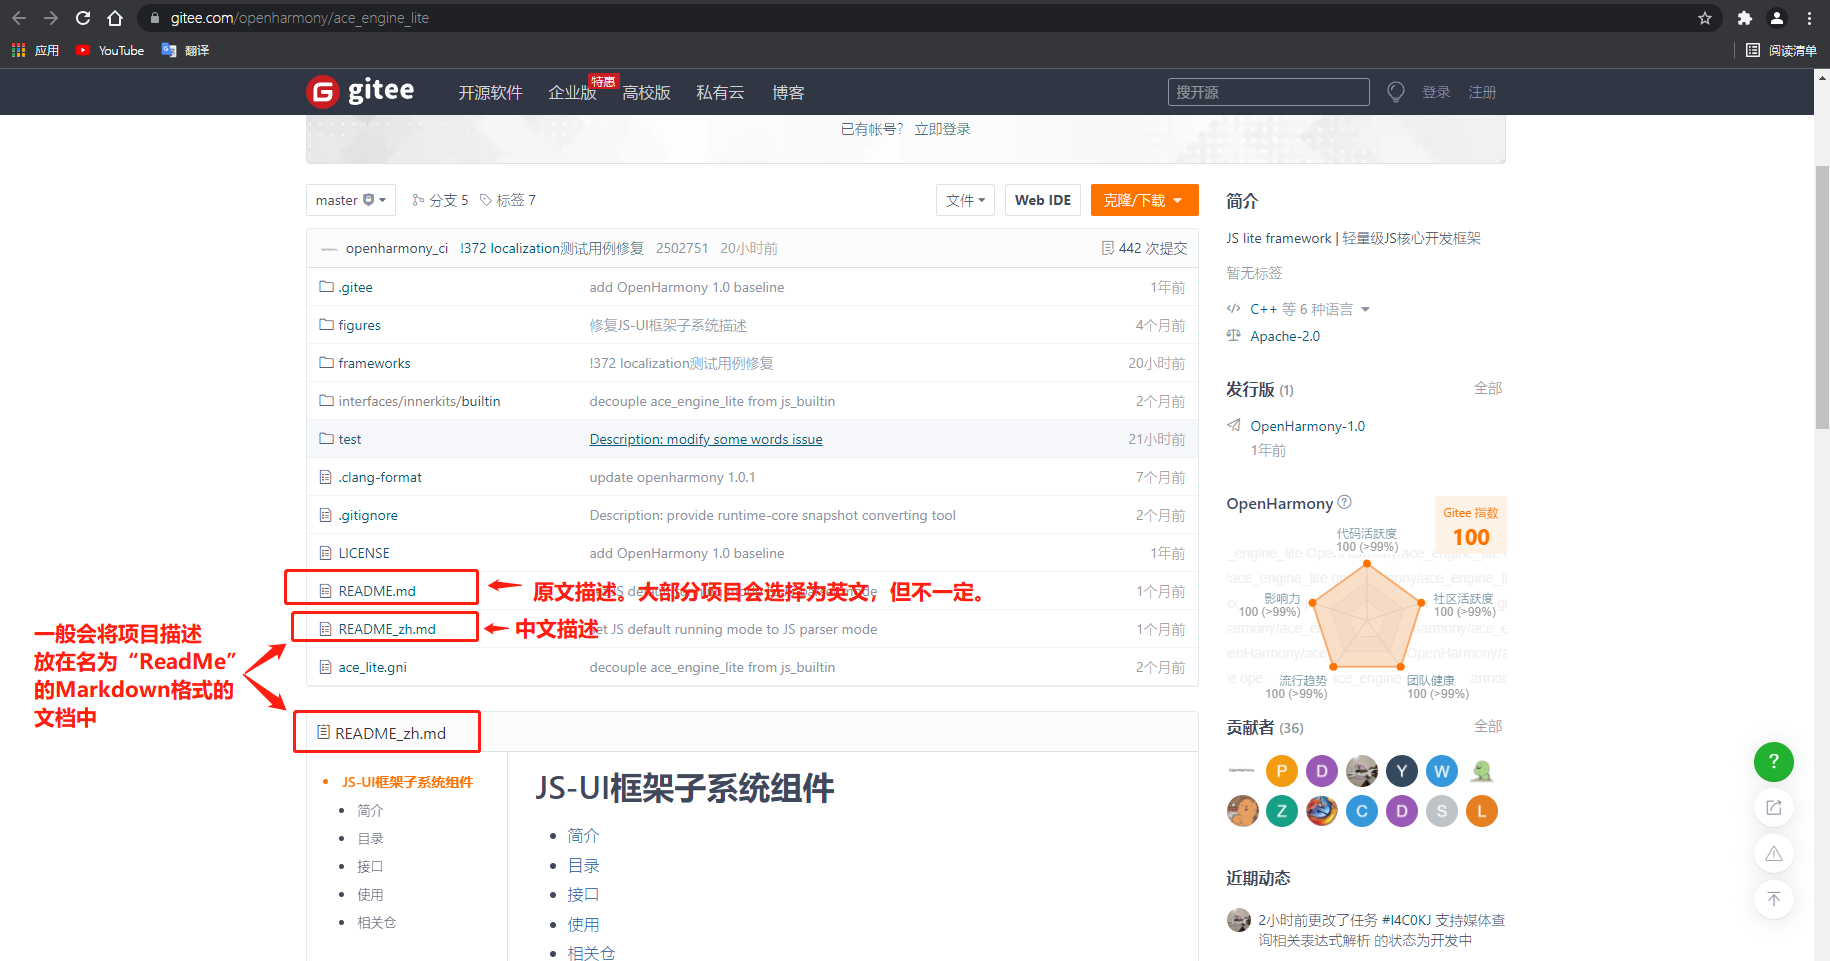 gitee.com/openharmony/ace_engine_lite
应用 YouTube 翻译 阅读清单
gitee 开源软件 企业版 特惠 高校版 私有云 博客 搜开源 登录 注册
已有帐号? 立即登录
master 分支 5 标签 7 文件 Web IDE 克隆/下载
openharmony_ci !372 localization测试用例修复 2502751 20小时前 442 次提交
.gitee add OpenHarmony 1.0 baseline 1年前
figures 修复JS-UI框架子系统描述 4个月前
frameworks !372 localization测试用例修复 20小时前
interfaces/innerkits/builtin decouple ace_engine_lite from js_builtin 2个月前
test Description: modify some words issue 21小时前
.clang-format update openharmony 1.0.1 7个月前
.gitignore Description: provide runtime-core snapshot converting tool 2个月前
LICENSE add OpenHarmony 1.0 baseline 1年前
README.md 原文描述。大部分项目会选择为英文，但不一定。 1个月前
README_zh.md 中文描述 set JS default running mode to JS parser mode 1个月前
ace_lite.gni decouple ace_engine_lite from js_builtin 2个月前
一般会将项目描述
放在名为“ReadMe”
的Markdown格式的
文档中
README_zh.md
JS-UI框架子系统组件
简介
目录
接口
使用
相关仓
JS-UI框架子系统组件
简介
目录
接口
使用
相关仓
简介
JS lite framework | 轻量级JS核心开发框架
暂无标签
C++ 等 6 种语言
Apache-2.0
发行版 (1) 全部
OpenHarmony-1.0
1年前
OpenHarmony
Gitee 指数
100
代码活跃度
100 (>99%)
影响力
100 (>99%)
社区活跃度
100 (>99%)
流行趋势
100 (>99%)
团队健康
100 (>99%)
贡献者 (36) 全部
P D Y W
Z C D S L
近期动态
2小时前更改了任务 #I4C0KJ 支持媒体查
询相关表达式解析 的状态为开发中